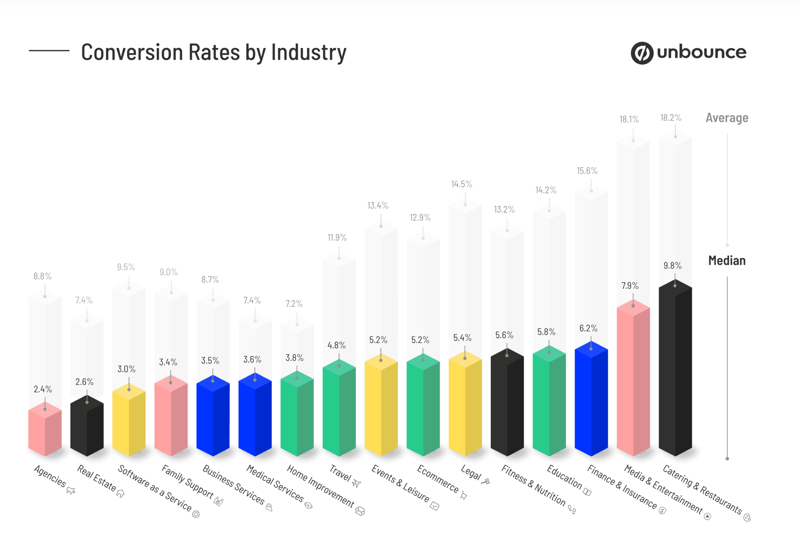 Conversion Rates by Industry
unbounce
Average
Median
8.8%
7.4%
9.5%
9.0%
8.7%
7.4%
7.2%
11.9%
13.4%
12.9%
14.5%
13.2%
14.2%
15.6%
18.1%
18.2%
2.4%
2.6%
3.0%
3.4%
3.5%
3.6%
3.8%
4.8%
5.2%
5.2%
5.4%
5.6%
5.8%
6.2%
7.9%
9.8%
Agencies
Real Estate
Software as a Service
Family Support
Business Services
Medical Services
Home Improvement
Travel
Events & Leisure
Ecommerce
Legal
Fitness & Nutrition
Education
Finance & Insurance
Media & Entertainment
Catering & Restaurants